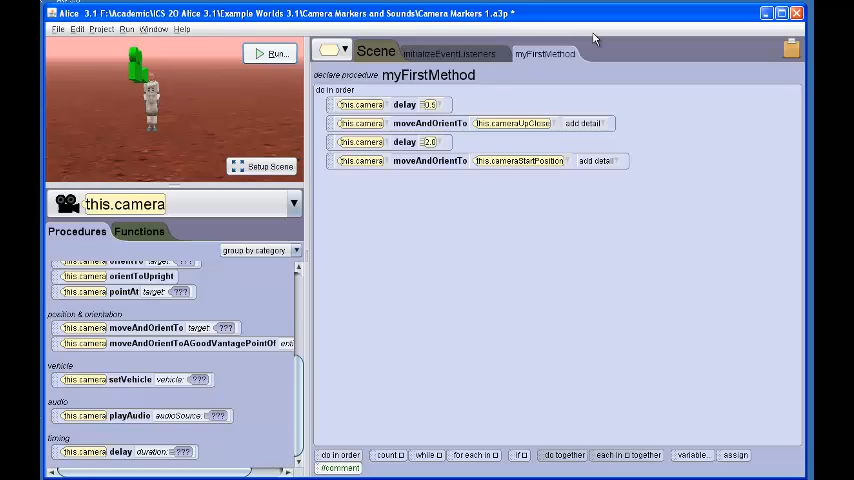 Alice 3.1 F:\Academic\ICS 2O Alice 3.1\Example Worlds 3.1\Camera Markers and Sounds\Camera Markers 1.a3p *
File Edit Project Run Window Help
Run...
Setup Scene
this.camera
Procedures Functions
group by category
this.camera orientTo target: ???
this.camera orientToUpright
this.camera pointAt target: ???
position & orientation
this.camera moveAndOrientTo target: ???
this.camera moveAndOrientToAGoodVantagePointOf enti
vehicle
this.camera setVehicle vehicle: ???
audio
this.camera playAudio audioSource: ???
timing
this.camera delay duration: ???
Scene initializeEventListeners myFirstMethod
declare procedure myFirstMethod
do in order
this.camera delay 0.5
this.camera moveAndOrientTo this.cameraUpClose add detail
this.camera delay 2.0
this.camera moveAndOrientTo this.cameraStartPosition add detail
do in order count while for each in if do together each in together variable... assign
//comment